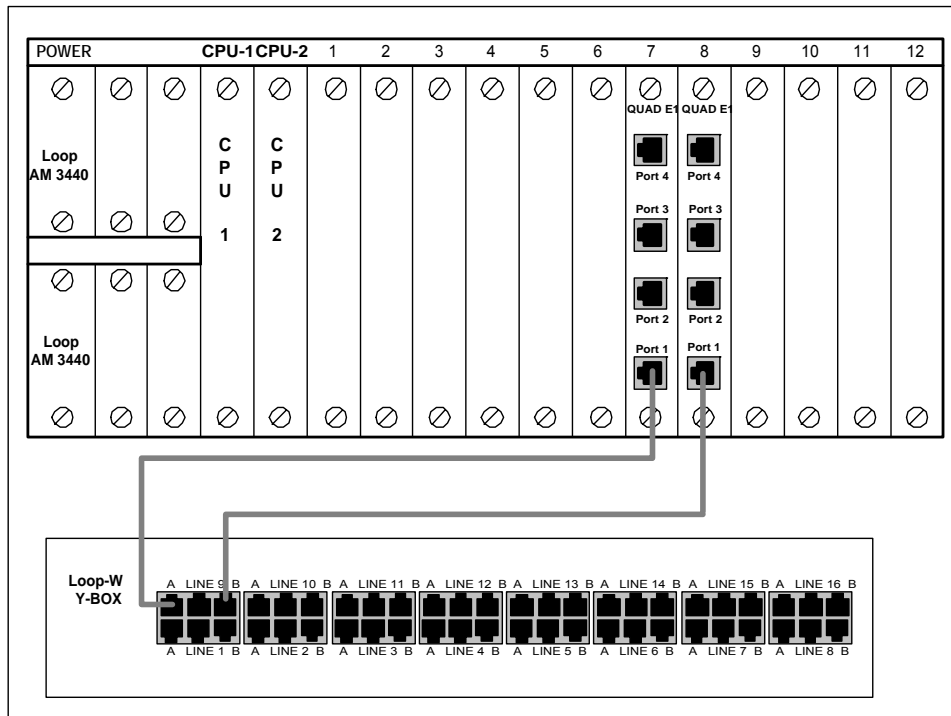 POWER CPU-1 CPU-2 1 2 3 4 5 6 7 8 9 10 11 12
QUAD E1 QUAD E1
Loop
AM 3440
C
P
U
1
C
P
U
2
Port 4 Port 4
Port 3 Port 3
Port 2 Port 2
Port 1 Port 1
Loop
AM 3440
Loop-W
Y-BOX
A LINE 9 B A LINE 10 B A LINE 11 B A LINE 12 B A LINE 13 B A LINE 14 B A LINE 15 B A LINE 16 B
A LINE 1 B A LINE 2 B A LINE 3 B A LINE 4 B A LINE 5 B A LINE 6 B A LINE 7 B A LINE 8 B